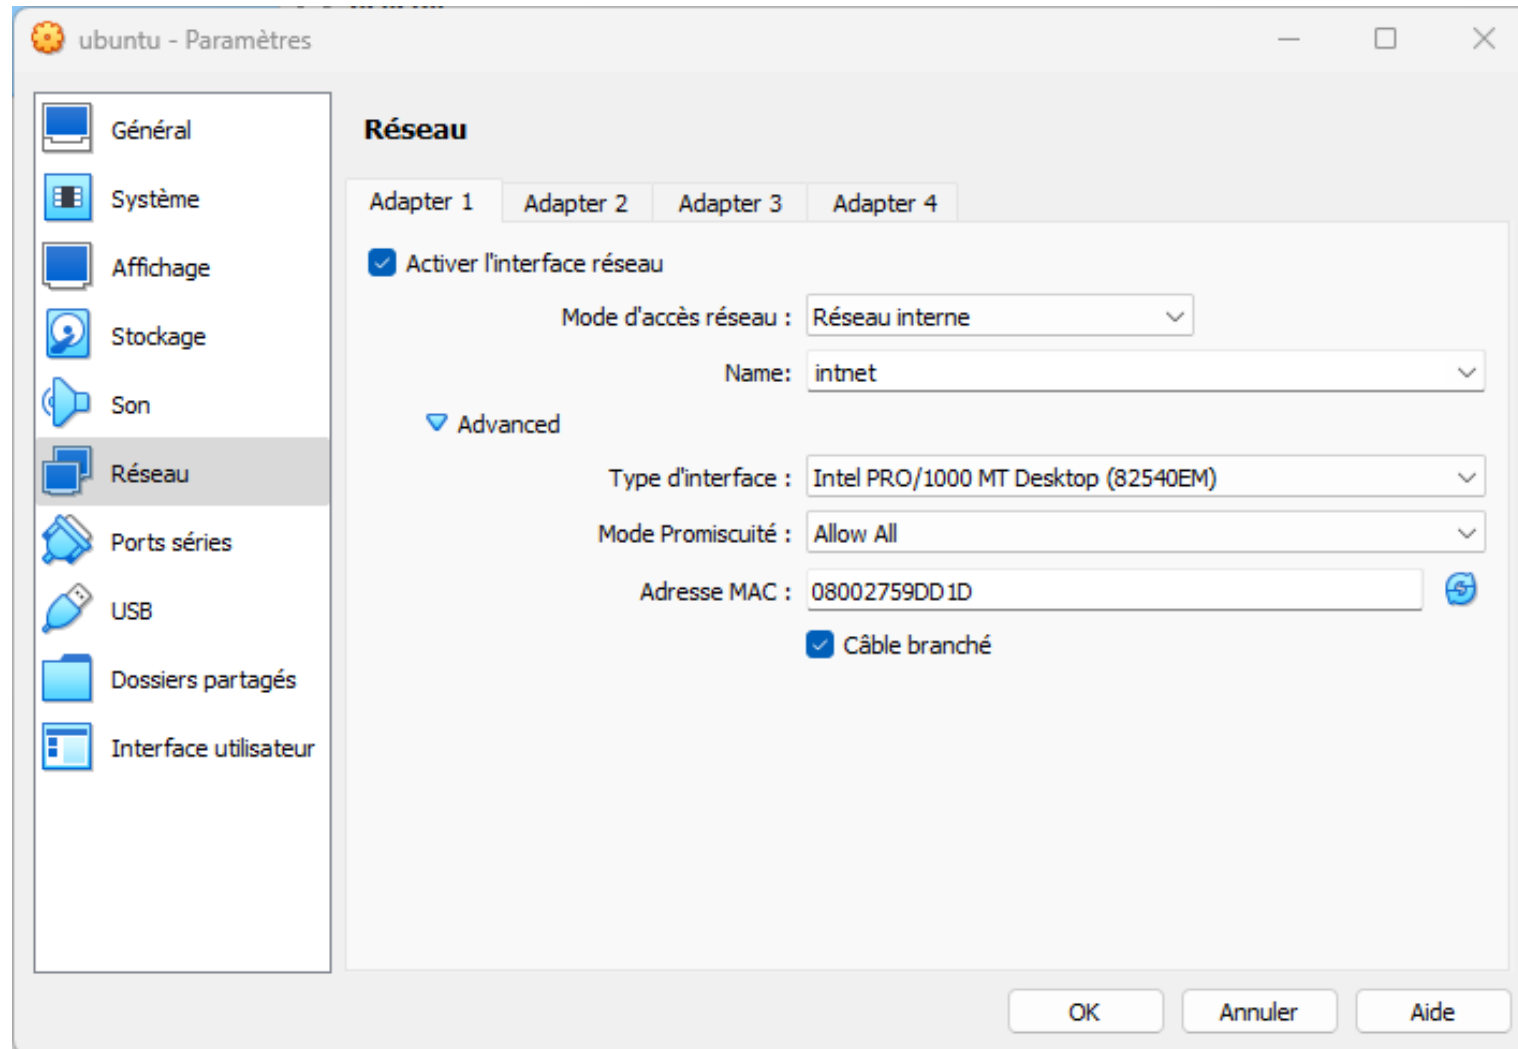 ubuntu - Paramètres
Général
Système
Affichage
Stockage
Son
Réseau
Ports séries
USB
Dossiers partagés
Interface utilisateur
Réseau
Adapter 1 Adapter 2 Adapter 3 Adapter 4
Activer l'interface réseau
Mode d'accès réseau : Réseau interne
Name: intnet
Advanced
Type d'interface : Intel PRO/1000 MT Desktop (82540EM)
Mode Promiscuité : Allow All
Adresse MAC : 08002759DD1D
Câble branché
OK Annuler Aide